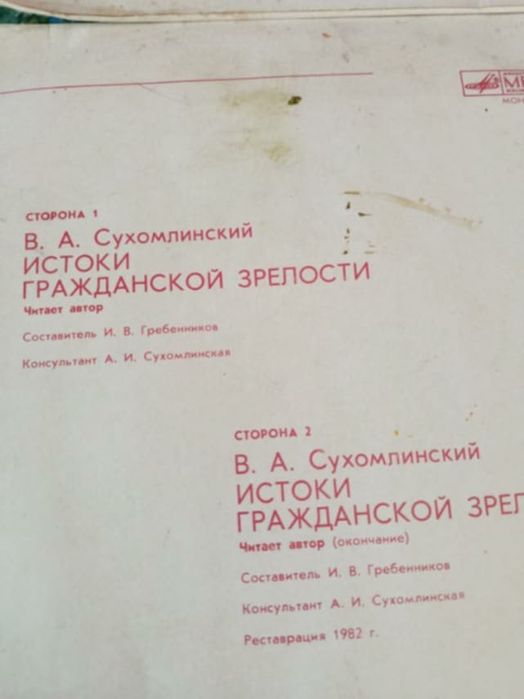 СТОРОНА 1
В. А. Сухомлинский
ИСТОКИ
ГРАЖДАНСКОЙ ЗРЕЛОСТИ
Читает автор
Составитель И. В. Гребенников
Консультант А. И. Сухомлинская
СТОРОНА 2
В. А. Сухомлинский
ИСТОКИ
ГРАЖДАНСКОЙ ЗРЕЛ
Читает автор (окончание)
Составитель И. В. Гребенников
Консультант А. И. Сухомлинская
Реставрация 1982 г.